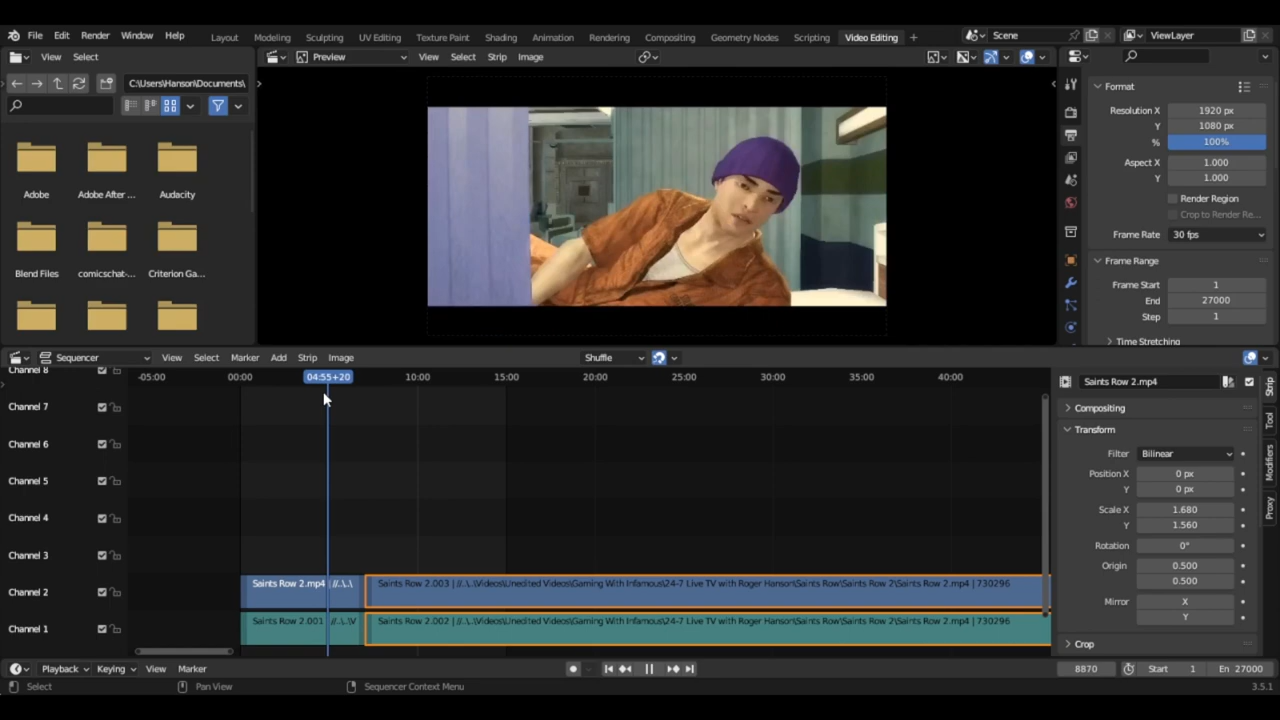 File Edit Render Window Help Layout Modeling Sculpting UV Editing Texture Paint Shading Animation Rendering Compositing Geometry Nodes Scripting Video Editing + Scene ViewLayer
View Select Preview View Select Strip Image
C:\Users\Hanson\Documents\
Format
Resolution X 1920 px
Y 1080 px
% 100%
Aspect X 1.000
Y 1.000
Render Region
Crop to Render Re...
Frame Rate 30 fps
Frame Range
Frame Start 1
End 27000
Step 1
Time Stretching
Adobe Adobe After ... Audacity
Blend Files comicschat-... Criterion Ga...
Sequencer View Select Marker Add Strip Image Shuffle
-05:00 00:00 04:55+20 10:00 15:00 20:00 25:00 30:00 35:00 40:00
Channel 8
Channel 7
Channel 6
Channel 5
Channel 4
Channel 3
Channel 2
Channel 1
Saints Row 2.mp4 | //..\..\
Saints Row 2.003 | //..\..\Videos\Unedited Videos\Gaming With Infamous\24-7 Live TV with Roger Hanson\Saints Row\Saints Row 2\Saints Row 2.mp4 | 730296
Saints Row 2.001 | //..\..\V
Saints Row 2.002 | //..\..\Videos\Unedited Videos\Gaming With Infamous\24-7 Live TV with Roger Hanson\Saints Row\Saints Row 2\Saints Row 2.mp4 | 730296
Saints Row 2.mp4
Compositing
Transform
Filter Bilinear
Position X 0 px
Y 0 px
Scale X 1.680
Y 1.560
Rotation 0°
Origin 0.500
0.500
Mirror X
Y
Crop
Strip
Tool
Modifiers
Proxy
Playback Keying View Marker 8870 Start 1 En 27000
Select Pan View Sequencer Context Menu 3.5.1